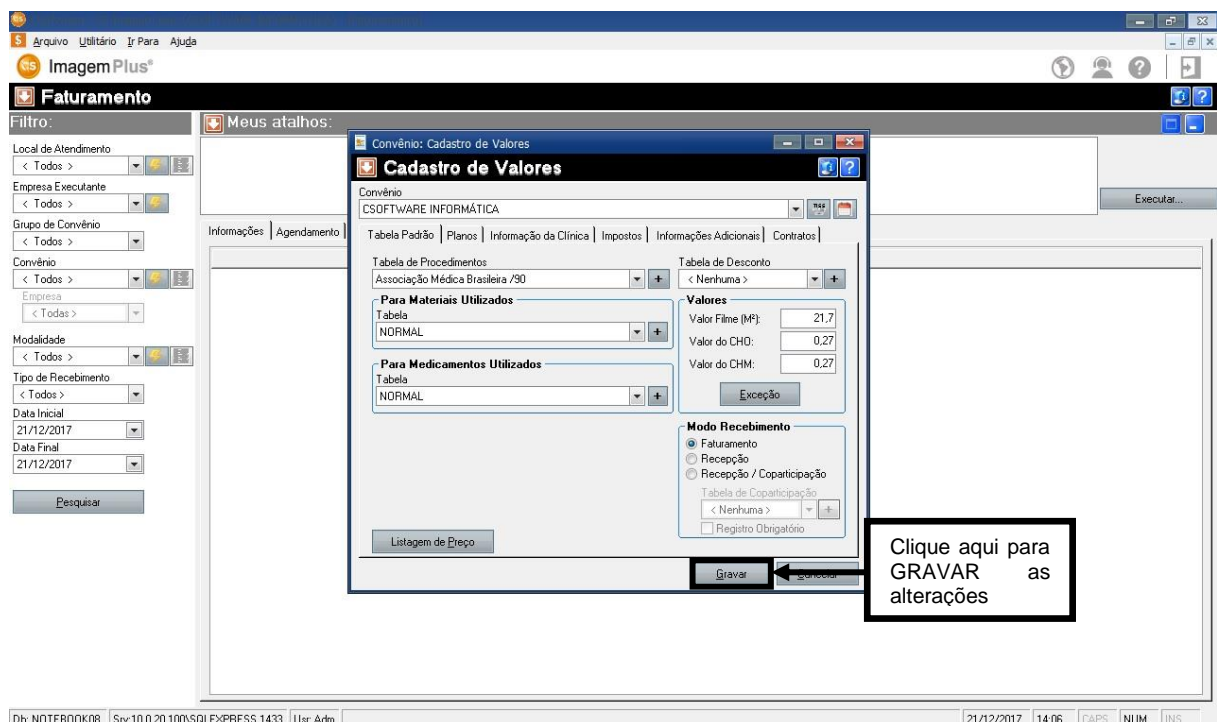 Arquivo Utilitário Ir Para Ajuda
ImagemPlus®
Faturamento
Filtro:
Meus atalhos:
Local de Atendimento
< Todos >
Empresa Executante
< Todos >
Grupo de Convênio
< Todos >
Convênio
< Todos >
Empresa
< Todas >
Modalidade
< Todos >
Tipo de Recebimento
< Todos >
Data Inicial
21/12/2017
Data Final
21/12/2017
Pesquisar
Executar...
Informações Agendamento
Convênio: Cadastro de Valores
Cadastro de Valores
Convênio
CSOFTWARE INFORMÁTICA
Tabela Padrão Planos Informação da Clínica Impostos Informações Adicionais Contratos
Tabela de Procedimentos
Associação Médica Brasileira /90
Tabela de Desconto
< Nenhuma >
Para Materiais Utilizados
Tabela
NORMAL
Para Medicamentos Utilizados
Tabela
NORMAL
Valores
Valor Filme (M²): 21,7
Valor do CHO: 0,27
Valor do CHM: 0,27
Exceção
Modo Recebimento
Faturamento
Recepção
Recepção / Coparticipação
Tabela de Coparticipação
< Nenhuma >
Registro Obrigatório
Listagem de Preço
Gravar Cancelar
Clique aqui para
GRAVAR as
alterações
Db: NOTEBOOK08 Srv:10.0.20.100\SQLEXPRESS,1433 Usr: Adm 21/12/2017 14:06 CAPS NUM INS